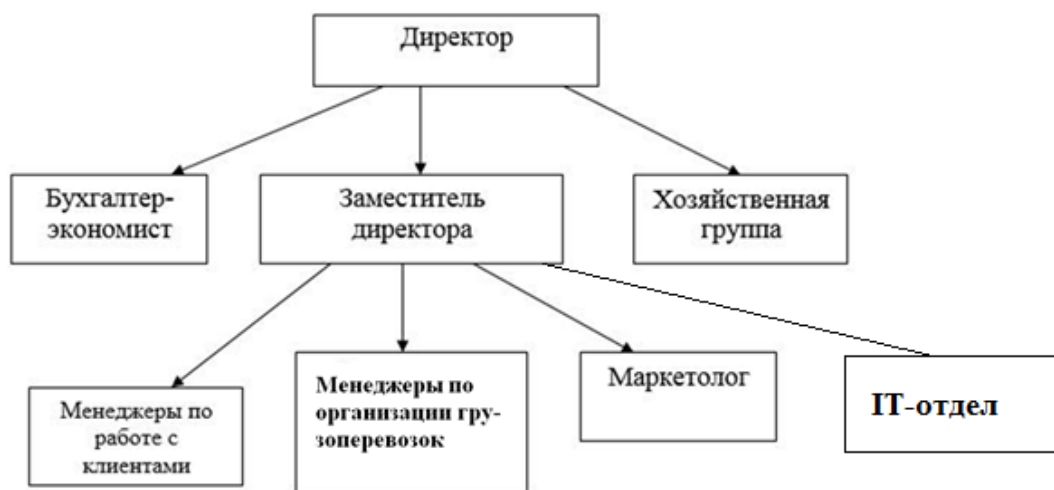 Директор
Бухгалтер-
экономист
Заместитель
директора
Хозяйственная
группа
Менеджеры по
работе с
клиентами
Менеджеры по
организации гру-
зоперевозок
Маркетолог
IT-отдел